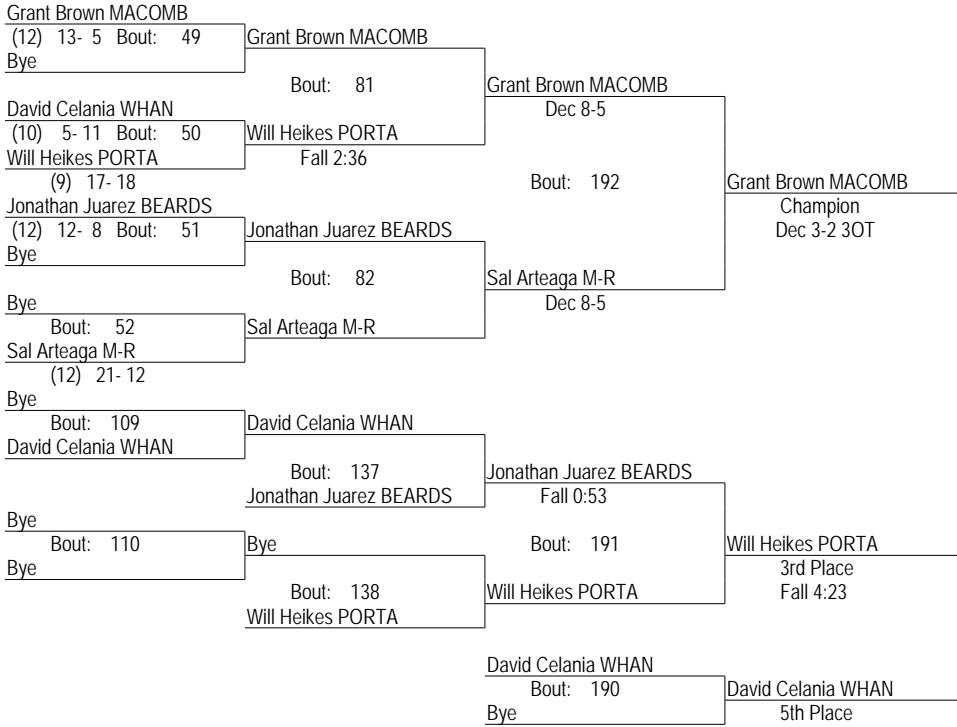 Grant Brown MACOMB
(12) 13- 5 Bout: 49
Grant Brown MACOMB
Bye
Bout: 81
Grant Brown MACOMB
David Celania WHAN
Dec 8-5
(10) 5- 11 Bout: 50
Will Heikes PORTA
Will Heikes PORTA
Fall 2:36
(9) 17- 18
Bout: 192
Grant Brown MACOMB
Jonathan Juarez BEARDS
Champion
(12) 12- 8 Bout: 51
Jonathan Juarez BEARDS
Dec 3-2 3OT
Bye
Bout: 82
Sal Arteaga M-R
Bye
Dec 8-5
Bout: 52
Sal Arteaga M-R
Sal Arteaga M-R
(12) 21- 12
Bye
Bout: 109
David Celania WHAN
David Celania WHAN
Bout: 137
Jonathan Juarez BEARDS
Jonathan Juarez BEARDS
Fall 0:53
Bye
Bout: 110
Bye
Bout: 191
Will Heikes PORTA
Bye
3rd Place
Bout: 138
Will Heikes PORTA
Fall 4:23
Will Heikes PORTA
David Celania WHAN
Bout: 190
David Celania WHAN
Bye
5th Place